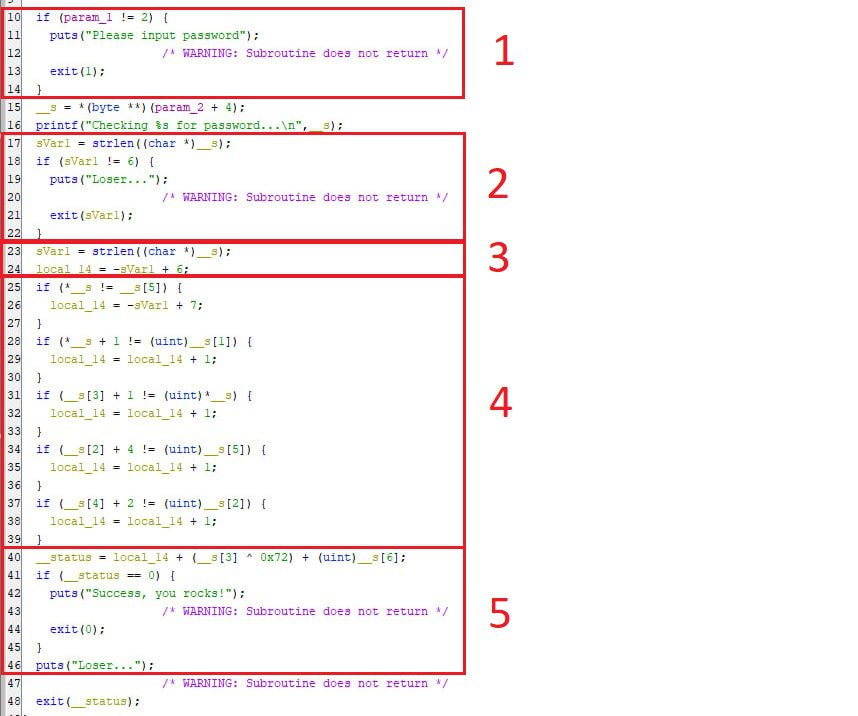 10 if (param_1 != 2) {
11 puts("Please input password");
12 /* WARNING: Subroutine does not return */
13 exit(1);
14 }
15 __s = *(byte **)(param_2 + 4);
16 printf("Checking %s for password...\n",__s);
17 sVar1 = strlen((char *)__s);
18 if (sVar1 != 6) {
19 puts("Loser...");
20 /* WARNING: Subroutine does not return */
21 exit(sVar1);
22 }
23 sVar1 = strlen((char *)__s);
24 local_14 = -sVar1 + 6;
25 if (*__s != __s[5]) {
26 local_14 = -sVar1 + 7;
27 }
28 if (*__s + 1 != (uint)__s[1]) {
29 local_14 = local_14 + 1;
30 }
31 if (__s[3] + 1 != (uint)*__s) {
32 local_14 = local_14 + 1;
33 }
34 if (__s[2] + 4 != (uint)__s[5]) {
35 local_14 = local_14 + 1;
36 }
37 if (__s[4] + 2 != (uint)__s[2]) {
38 local_14 = local_14 + 1;
39 }
40 __status = local_14 + (__s[3] ^ 0x72) + (uint)__s[6];
41 if (__status == 0) {
42 puts("Success, you rocks!");
43 /* WARNING: Subroutine does not return */
44 exit(0);
45 }
46 puts("Loser...");
47 /* WARNING: Subroutine does not return */
48 exit(__status);
1
2
3
4
5